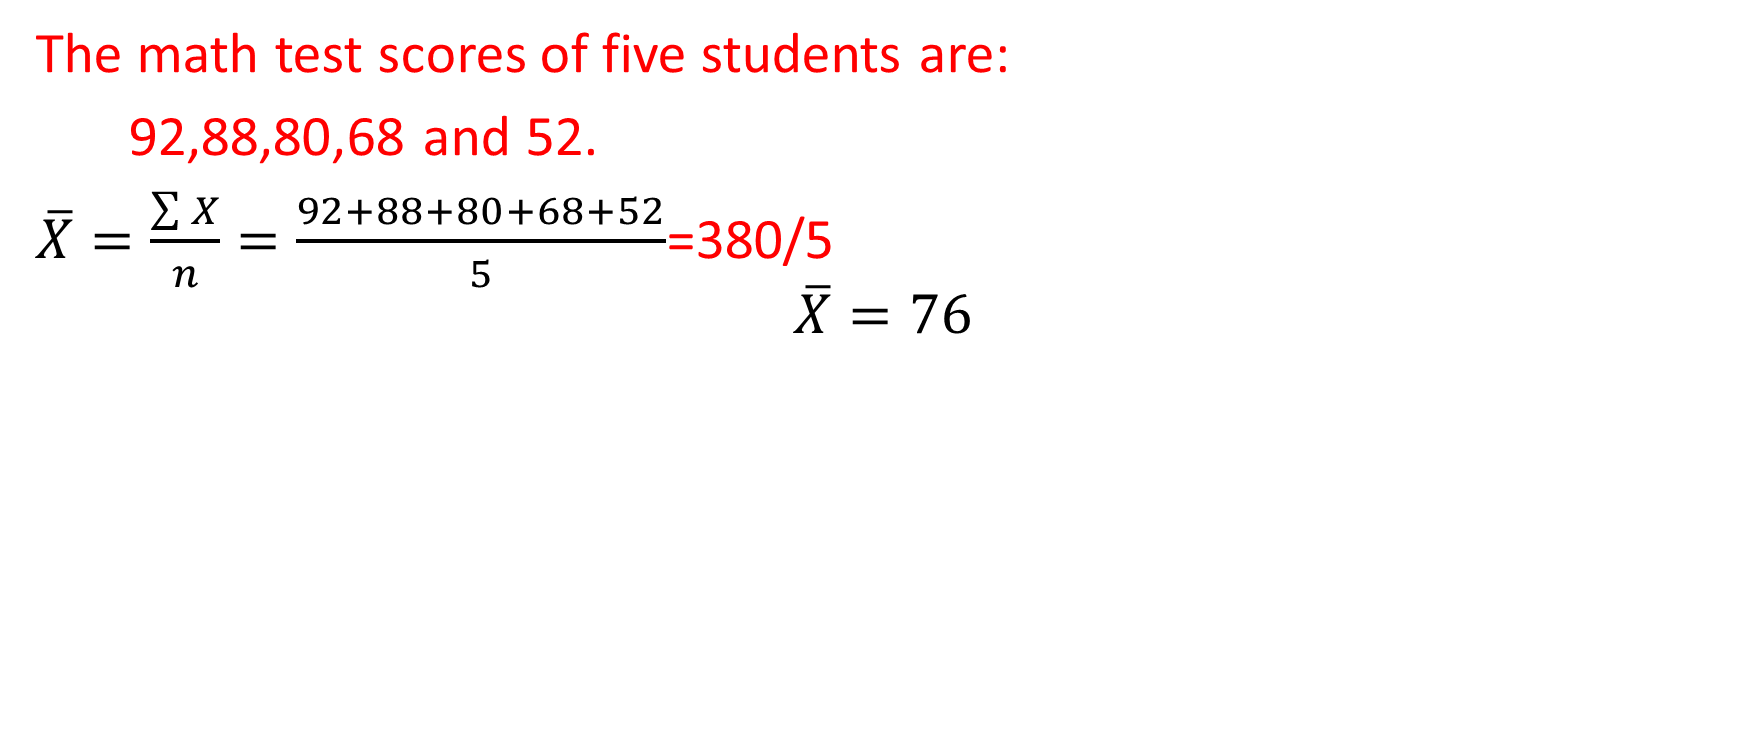 The math test scores of five students are:
92,88,80,68 and 52.
X̄ = ∑ X / n = 92+88+80+68+52 / 5 =380/5
X̄ = 76